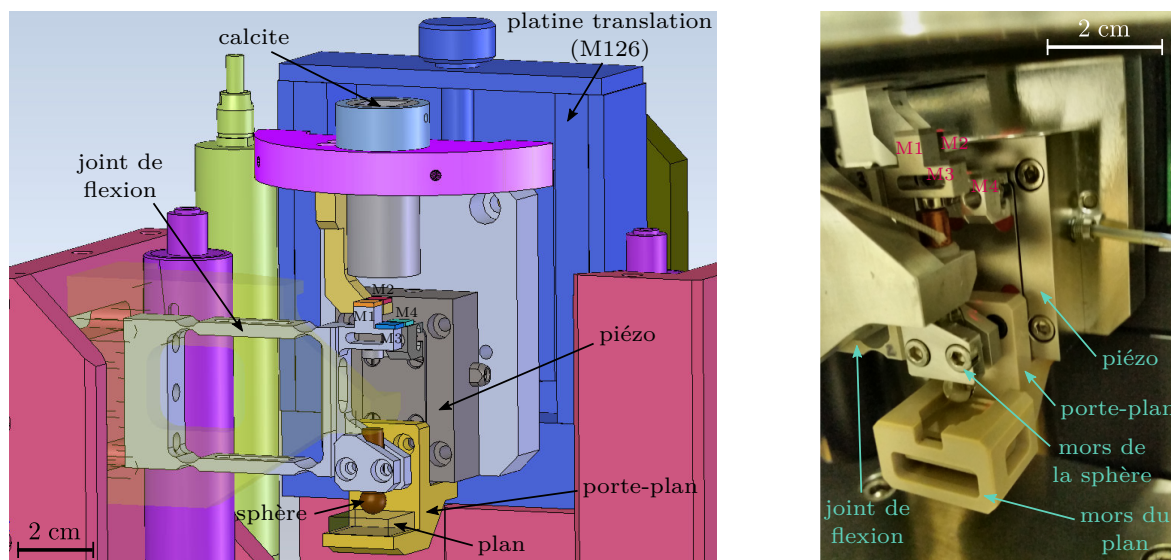 calcite
platine translation
(M126)
joint de
flexion
M2
M1
M4
M3
piézo
porte-plan
sphère
plan
2 cm
2 cm
M1
M2
M3
M4
piézo
porte-plan
mors de
la sphère
joint de
flexion
mors du
plan